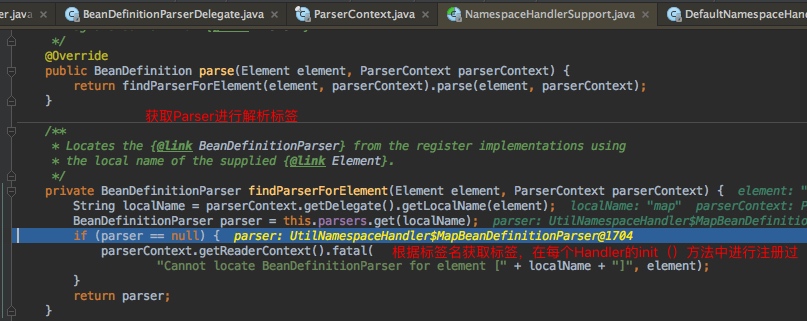 er.java × BeanDefinitionParserDelegate.java × ParserContext.java × NamespaceHandlerSupport.java × DefaultNamespaceHan
*/
@Override
public BeanDefinition parse(Element element, ParserContext parserContext) {
return findParserForElement(element, parserContext).parse(element, parserContext);
}
获取Parser进行解析标签
/**
* Locates the {@link BeanDefinitionParser} from the register implementations using
* the local name of the supplied {@link Element}.
*/
private BeanDefinitionParser findParserForElement(Element element, ParserContext parserContext) { element: "
String localName = parserContext.getDelegate().getLocalName(element); localName: "map" parserContext: P
BeanDefinitionParser parser = this.parsers.get(localName); parser: UtilNamespaceHandler$MapBeanDefinitio
if (parser == null) { parser: UtilNamespaceHandler$MapBeanDefinitionParser@1704
parserContext.getReaderContext().fatal( 根据标签名获取标签，在每个Handler的init（）方法中进行注册过
"Cannot locate BeanDefinitionParser for element [" + localName + "]", element);
}
return parser;
}